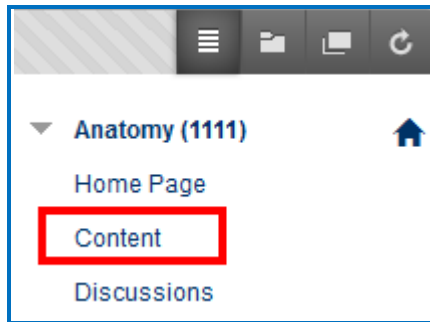 Anatomy (1111)
Home Page
Content
Discussions